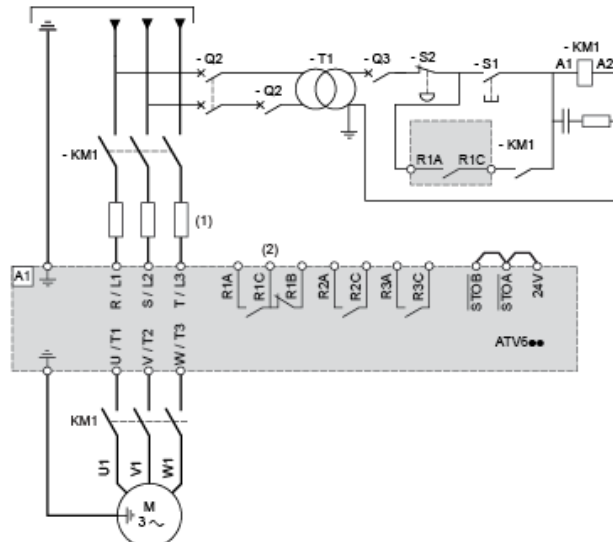 - Q2
- T1
- Q3
- S2
- S1
- KM1
A1
A2
- Q2
- KM1
R1A
R1C
- KM1
(1)
(2)
A1
R / L1
S / L2
T / L3
R1A
R1C
R1B
R2A
R2C
R3A
R3C
STOB
STOA
24V
U / T1
V / T2
W / T3
ATV6●●
KM1
U1
V1
W1
M
3 ~